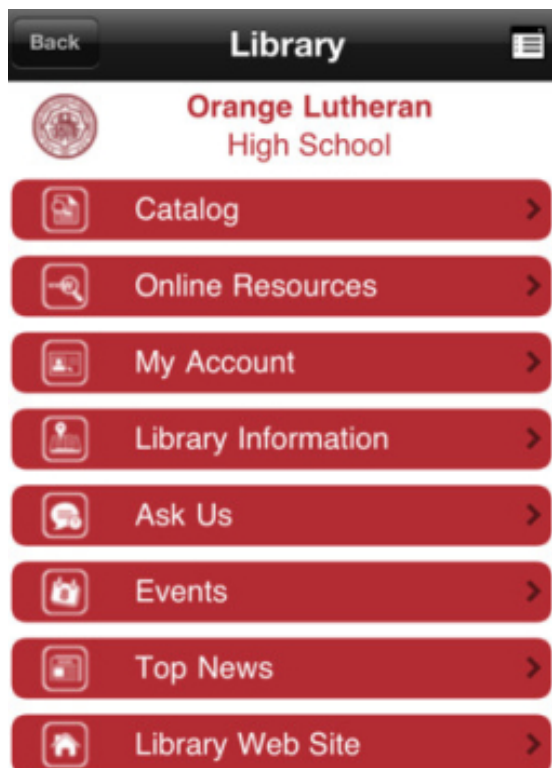 Back
Library
Orange Lutheran
High School
Catalog
Online Resources
My Account
Library Information
Ask Us
Events
Top News
Library Web Site